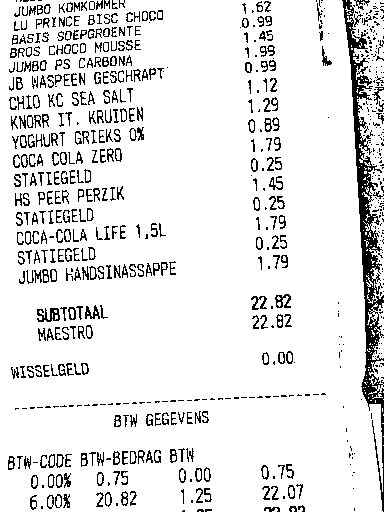 JUMBO KOMKOMMER 1.62
LU PRINCE BISC CHOCO 0.99
BASIS SOEPGROENTE 1.45
BROS CHOCO MOUSSE 1.99
JUMBO PS CARBONA 0.99
JB WASPEEN GESCHRAPT 1.12
CHIO KC SEA SALT 1.29
KNORR IT. KRUIDEN 0.89
YOGHURT GRIEKS 0% 1.79
COCA COLA ZERO 0.25
STATIEGELD 1.45
HS PEER PERZIK 0.25
STATIEGELD 1.79
COCA-COLA LIFE 1,5L 0.25
STATIEGELD 1.79
JUMBO HANDSINASSAPPE
SUBTOTAAL 22.82
MAESTRO 22.82
WISSELGELD 0.00
BTW GEGEVENS
BTW-CODE BTW-BEDRAG BTW
0.00% 0.75 0.00 0.75
6.00% 20.82 1.25 22.07